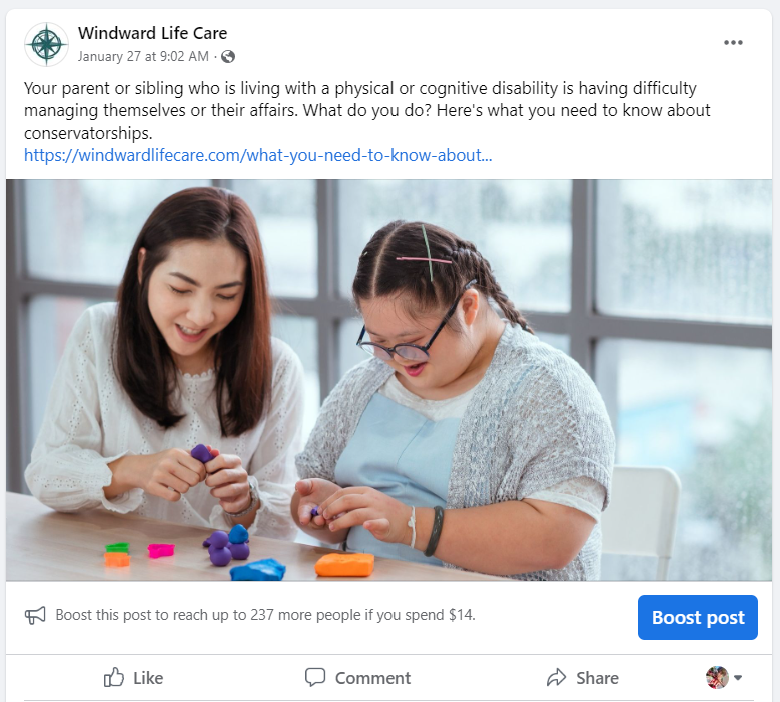 Windward Life Care
January 27 at 9:02 AM ·
Your parent or sibling who is living with a physical or cognitive disability is having difficulty
managing themselves or their affairs. What do you do? Here's what you need to know about
conservatorships.
https://windwardlifecare.com/what-you-need-to-know-about...
Boost this post to reach up to 237 more people if you spend $14.
Boost post
Like
Comment
Share